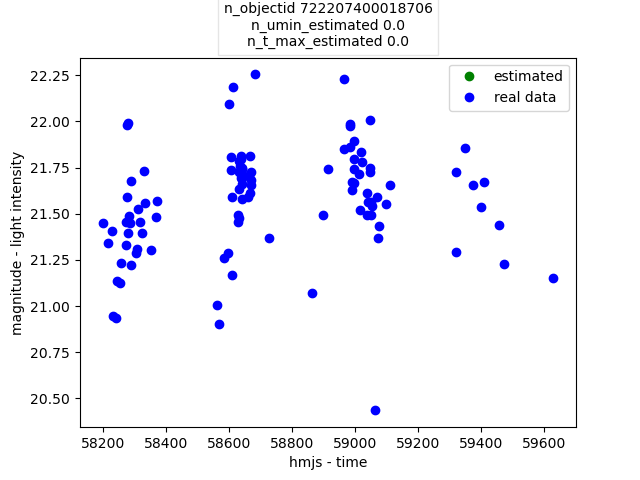 n_objectid 722207400018706
n_umin_estimated 0.0
n_t_max_estimated 0.0
estimated
real data
magnitude - light intensity
22.25
22.00
21.75
21.50
21.25
21.00
20.75
20.50
58200 58400 58600 58800 59000 59200 59400 59600
hmjs - time